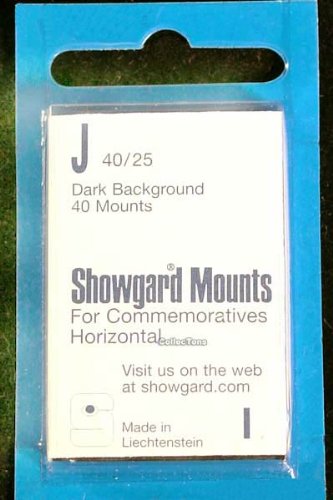 J 40/25
Dark Background
40 Mounts
Showgard® Mounts
For Commemoratives
Horizontal
CollecTons
Visit us on the web
at showgard.com
Made in
Liechtenstein
I